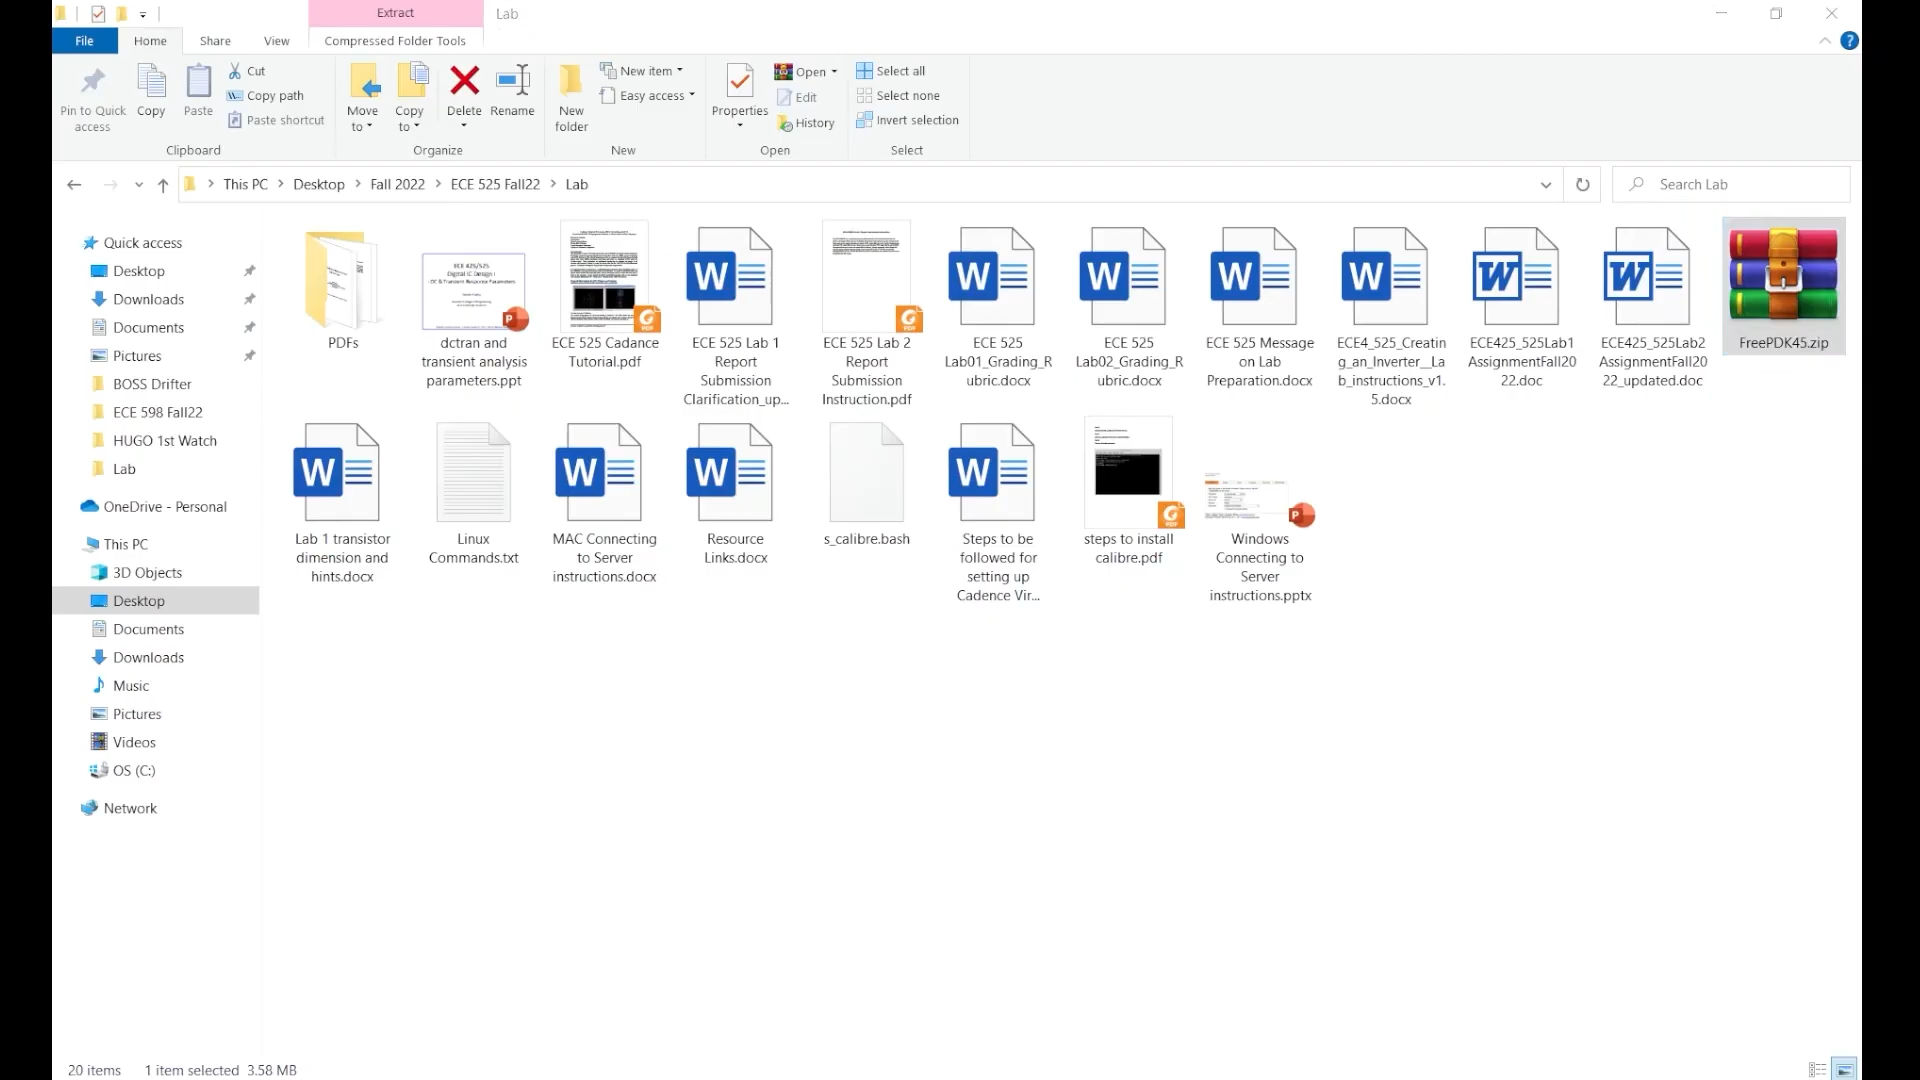 Extract
Lab
File
Home
Share
View
Compressed Folder Tools
Pin to Quick
access
Copy
Paste
Cut
Copy path
Paste shortcut
Clipboard
Move
to
Copy
to
Delete
Rename
Organize
New
folder
New item
Easy access
New
Properties
Open
Edit
History
Open
Select all
Select none
Invert selection
Select
This PC > Desktop > Fall 2022 > ECE 525 Fall22 > Lab
Search Lab
Quick access
Desktop
Downloads
Documents
Pictures
BOSS Drifter
ECE 598 Fall22
HUGO 1st Watch
Lab
OneDrive - Personal
This PC
3D Objects
Desktop
Documents
Downloads
Music
Pictures
Videos
OS (C:)
Network
PDFs
ECE 425/525
Digital IC Design I
dctran and
transient analysis
parameters.ppt
ECE 525 Cadance
Tutorial.pdf
ECE 525 Lab 1
Report
Submission
Clarification_up...
ECE 525 Lab 2
Report
Submission
Instruction.pdf
ECE 525
Lab01_Grading_R
ubric.docx
ECE 525
Lab02_Grading_R
ubric.docx
ECE 525 Message
on Lab
Preparation.docx
ECE4_525_Creatin
g_an_Inverter__La
b_instructions_v1.
5.docx
ECE425_525Lab1
AssignmentFall20
22.doc
ECE425_525Lab2
AssignmentFall20
22_updated.doc
FreePDK45.zip
Lab 1 transistor
dimension and
hints.docx
Linux
Commands.txt
MAC Connecting
to Server
instructions.docx
Resource
Links.docx
s_calibre.bash
Steps to be
followed for
setting up
Cadence Vir...
steps to install
calibre.pdf
Windows
Connecting to
Server
instructions.pptx
20 items
1 item selected 3.58 MB